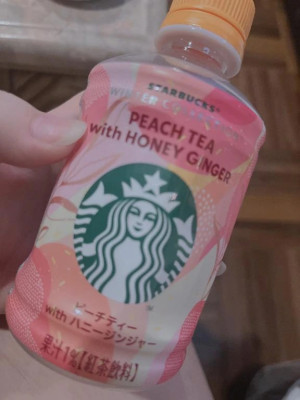 STARBUCKS®
PEACH TEA
with HONEY GINGER
ピーチティー
with ハニージンジャー
果汁1%【紅茶飲料】